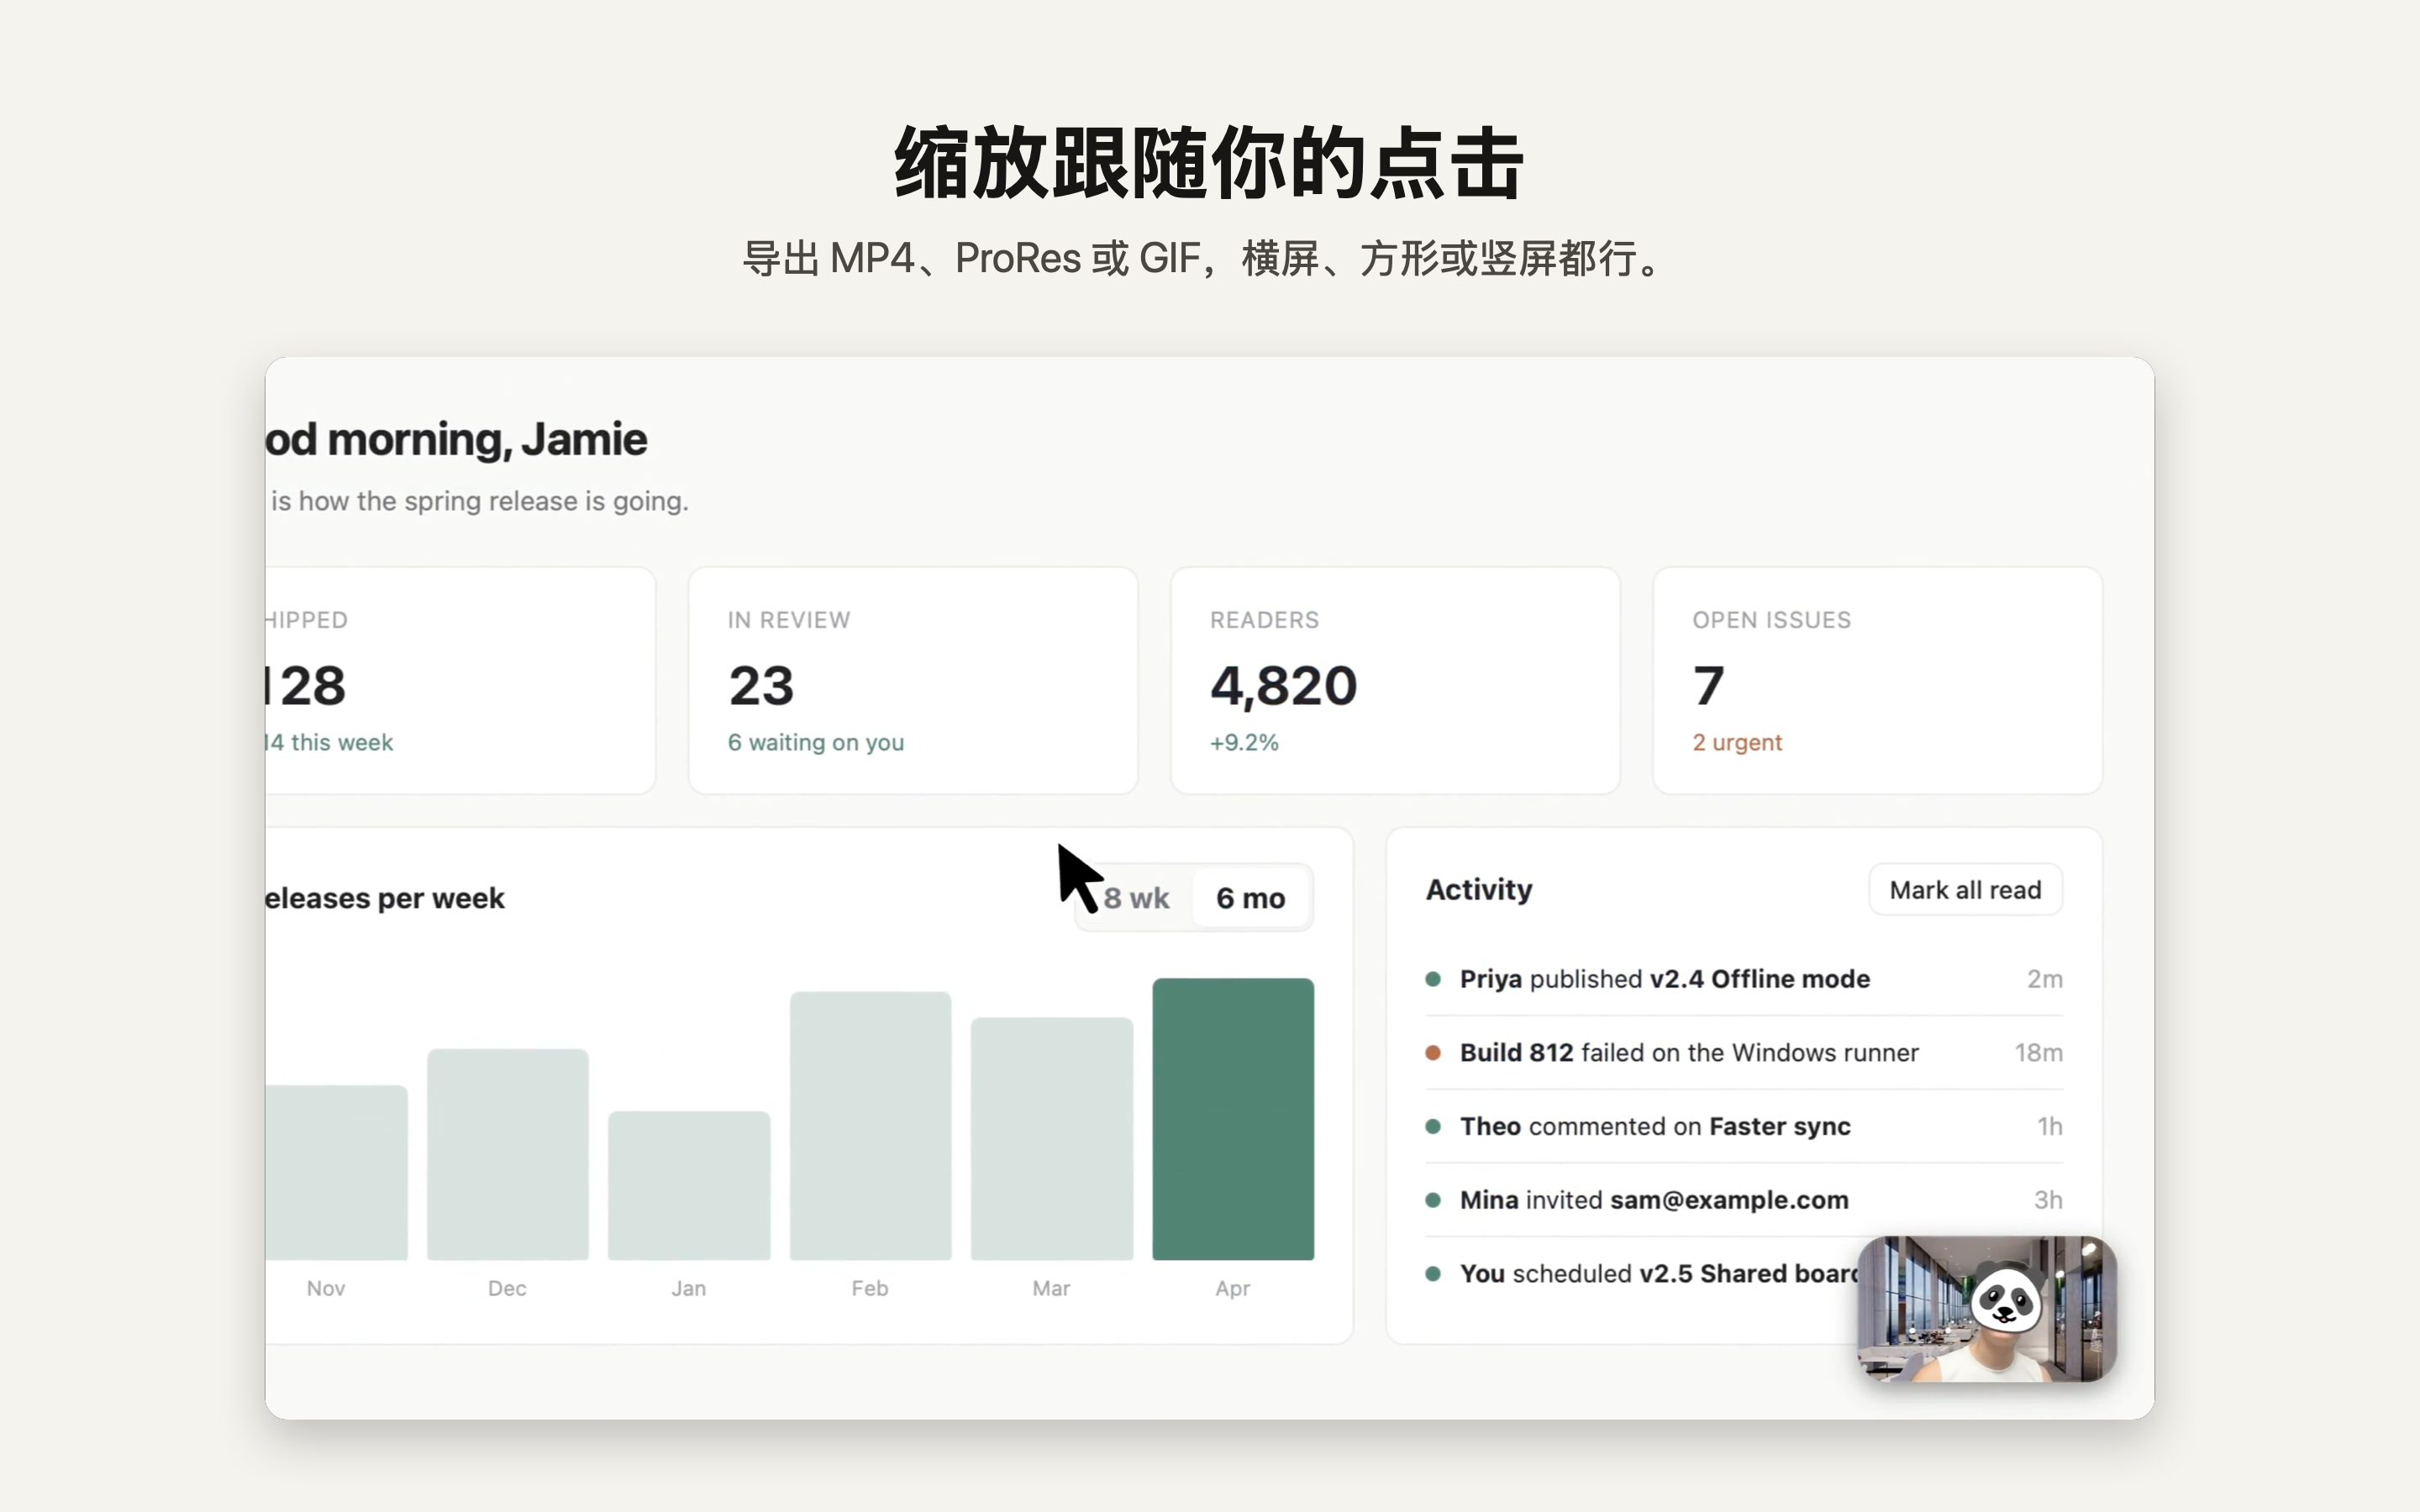 缩放跟随你的点击
导出 MP4、ProRes 或 GIF，横屏、方形或竖屏都行。
od morning, Jamie
is how the spring release is going.
HIPPED
128
14 this week
IN REVIEW
23
6 waiting on you
READERS
4,820
+9.2%
OPEN ISSUES
7
2 urgent
eleases per week
8 wk
6 mo
Nov
Dec
Jan
Feb
Mar
Apr
Activity
Mark all read
Priya published v2.4 Offline mode 2m
Build 812 failed on the Windows runner 18m
Theo commented on Faster sync 1h
Mina invited sam@example.com 3h
You scheduled v2.5 Shared board